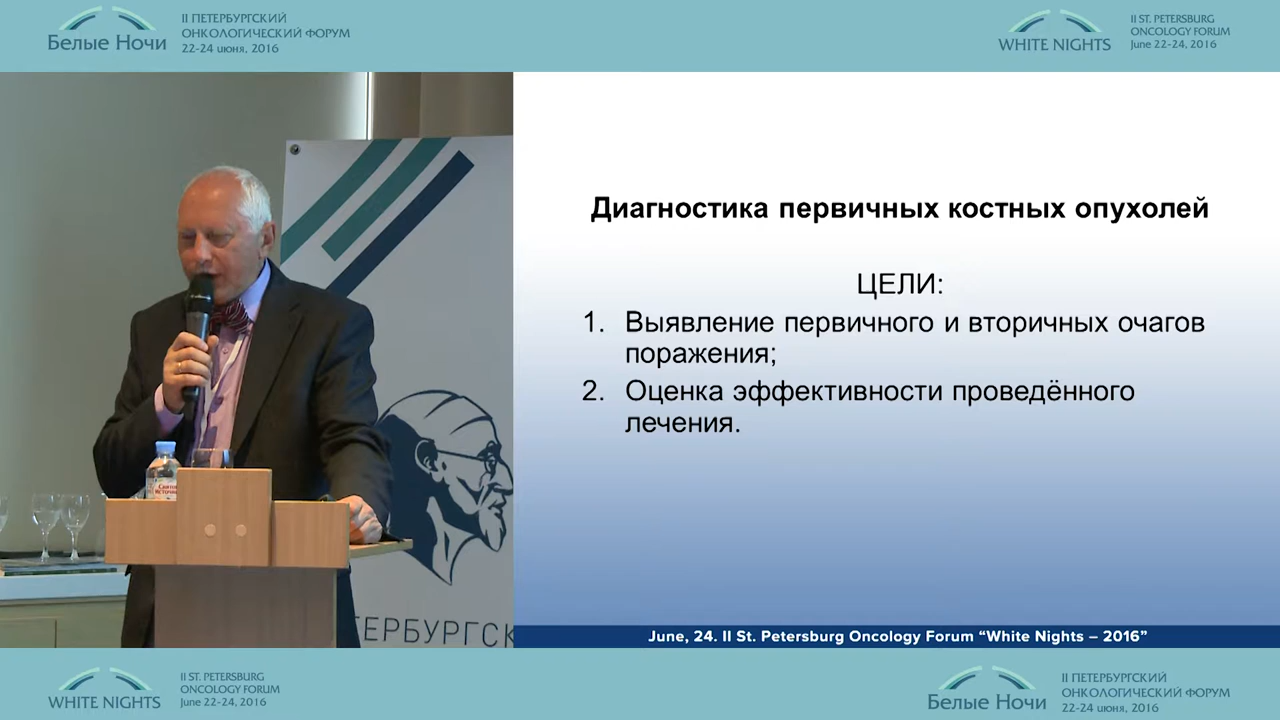 Белые Ночи
II ПЕТЕРБУРГСКИЙ
ОНКОЛОГИЧЕСКИЙ ФОРУМ
22-24 июня, 2016
WHITE NIGHTS
II ST. PETERSBURG
ONCOLOGY FORUM
June 22-24, 2016
Диагностика первичных костных опухолей
ЦЕЛИ:
1. Выявление первичного и вторичных очагов
поражения;
2. Оценка эффективности проведённого
лечения.
ЕРБУРГСК
June, 24. II St. Petersburg Oncology Forum “White Nights – 2016”
WHITE NIGHTS
II ST. PETERSBURG
ONCOLOGY FORUM
June 22-24, 2016
Белые Ночи
II ПЕТЕРБУРГСКИЙ
ОНКОЛОГИЧЕСКИЙ ФОРУМ
22-24 июня, 2016